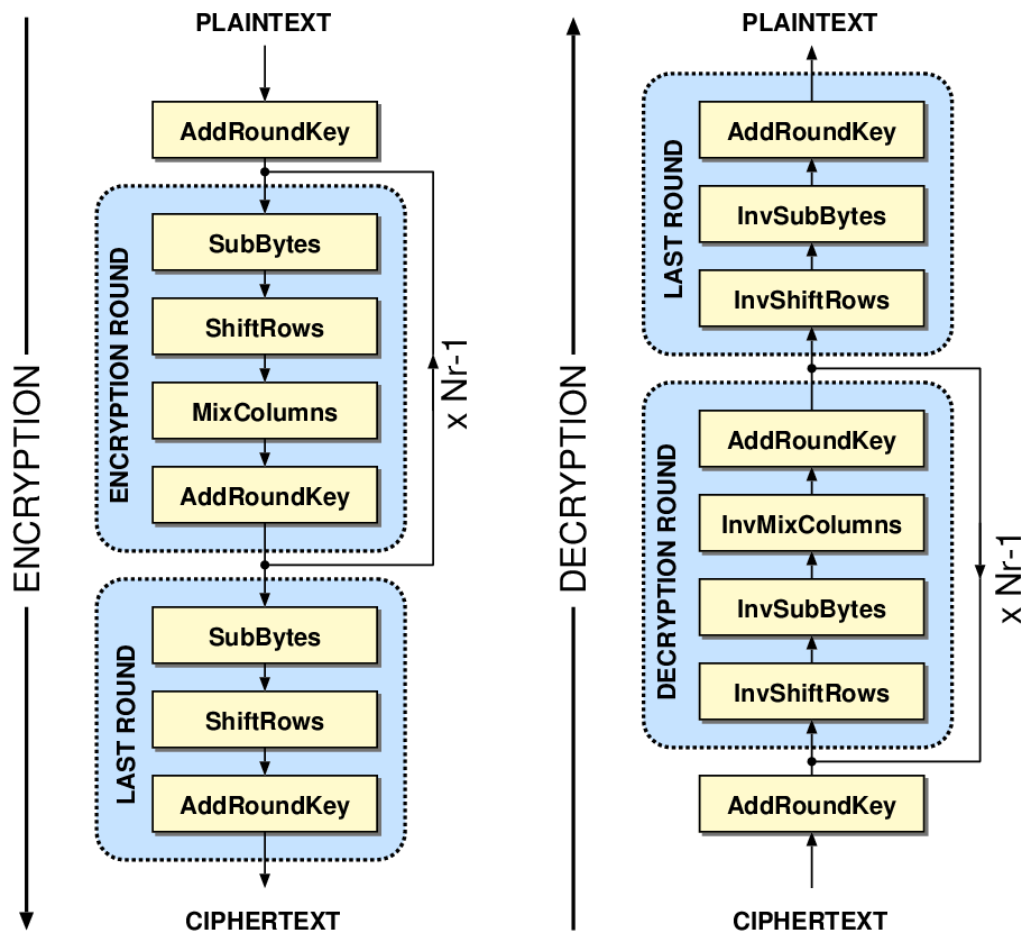 PLAINTEXT
AddRoundKey
SubBytes
ShiftRows
MixColumns
AddRoundKey
ENCRYPTION ROUND
x Nr-1
SubBytes
ShiftRows
AddRoundKey
LAST ROUND
CIPHERTEXT
ENCRYPTION
PLAINTEXT
AddRoundKey
InvSubBytes
InvShiftRows
LAST ROUND
AddRoundKey
InvMixColumns
InvSubBytes
InvShiftRows
DECRYPTION ROUND
x Nr-1
AddRoundKey
CIPHERTEXT
DECRYPTION